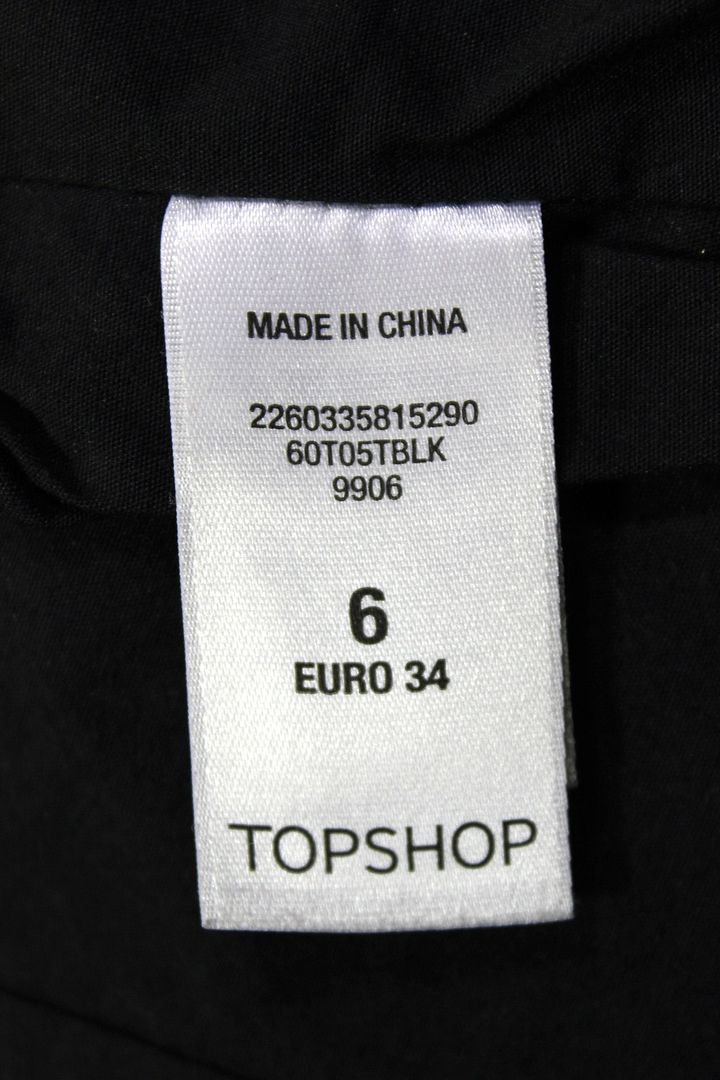 MADE IN CHINA
2260335815290
60T05TBLK
9906
6
EURO 34
TOPSHOP